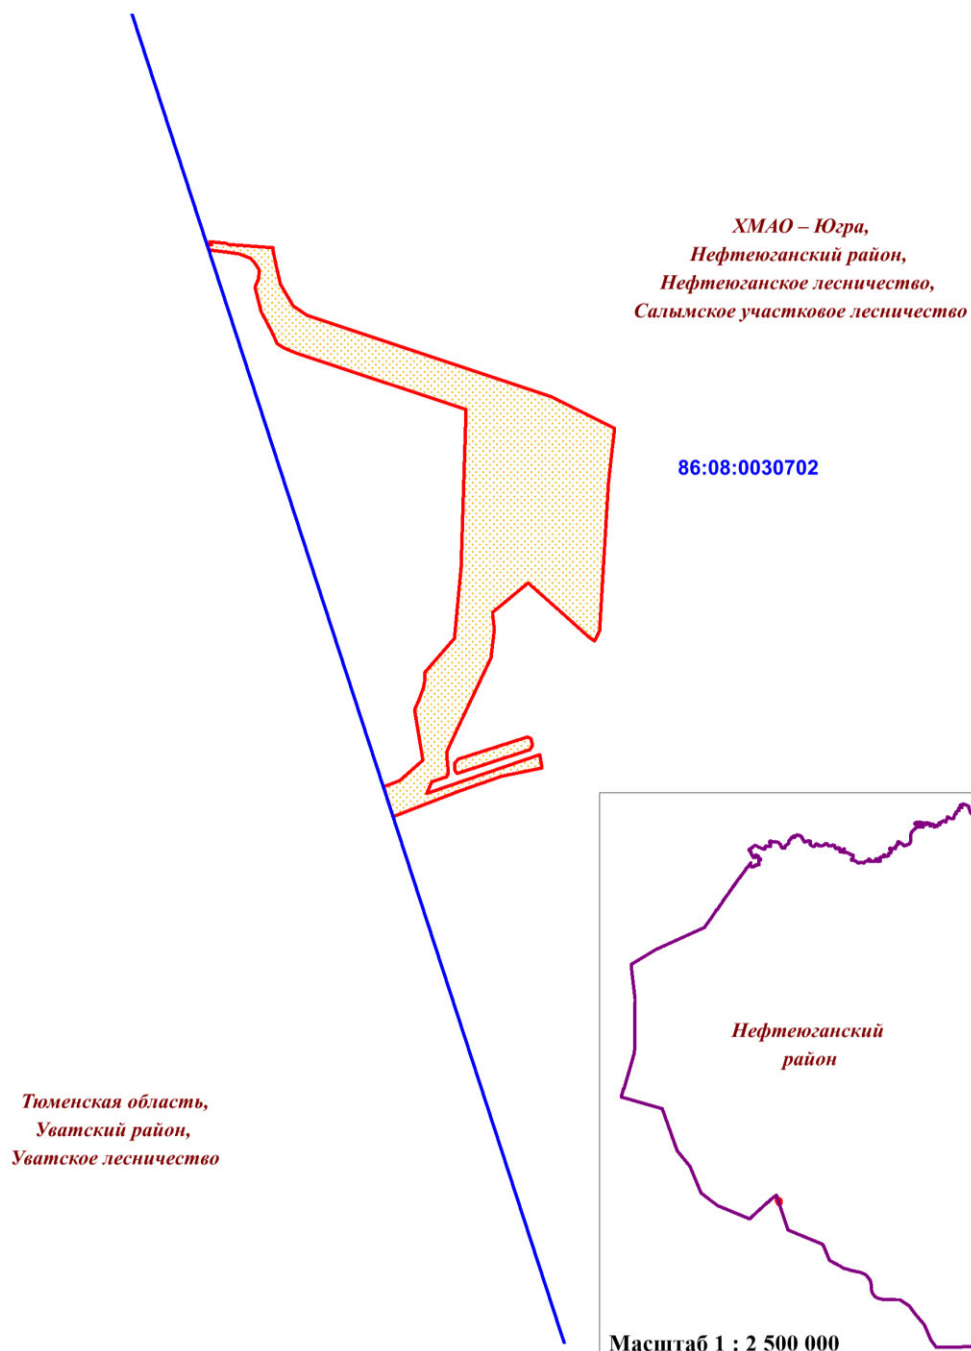 ХМАО – Югра,
Нефтеюганский район,
Нефтеюганское лесничество,
Салымское участковое лесничество
86:08:0030702
Нефтеюганский
район
Тюменская область,
Уватский район,
Уватское лесничество
Масштаб 1 : 2 500 000